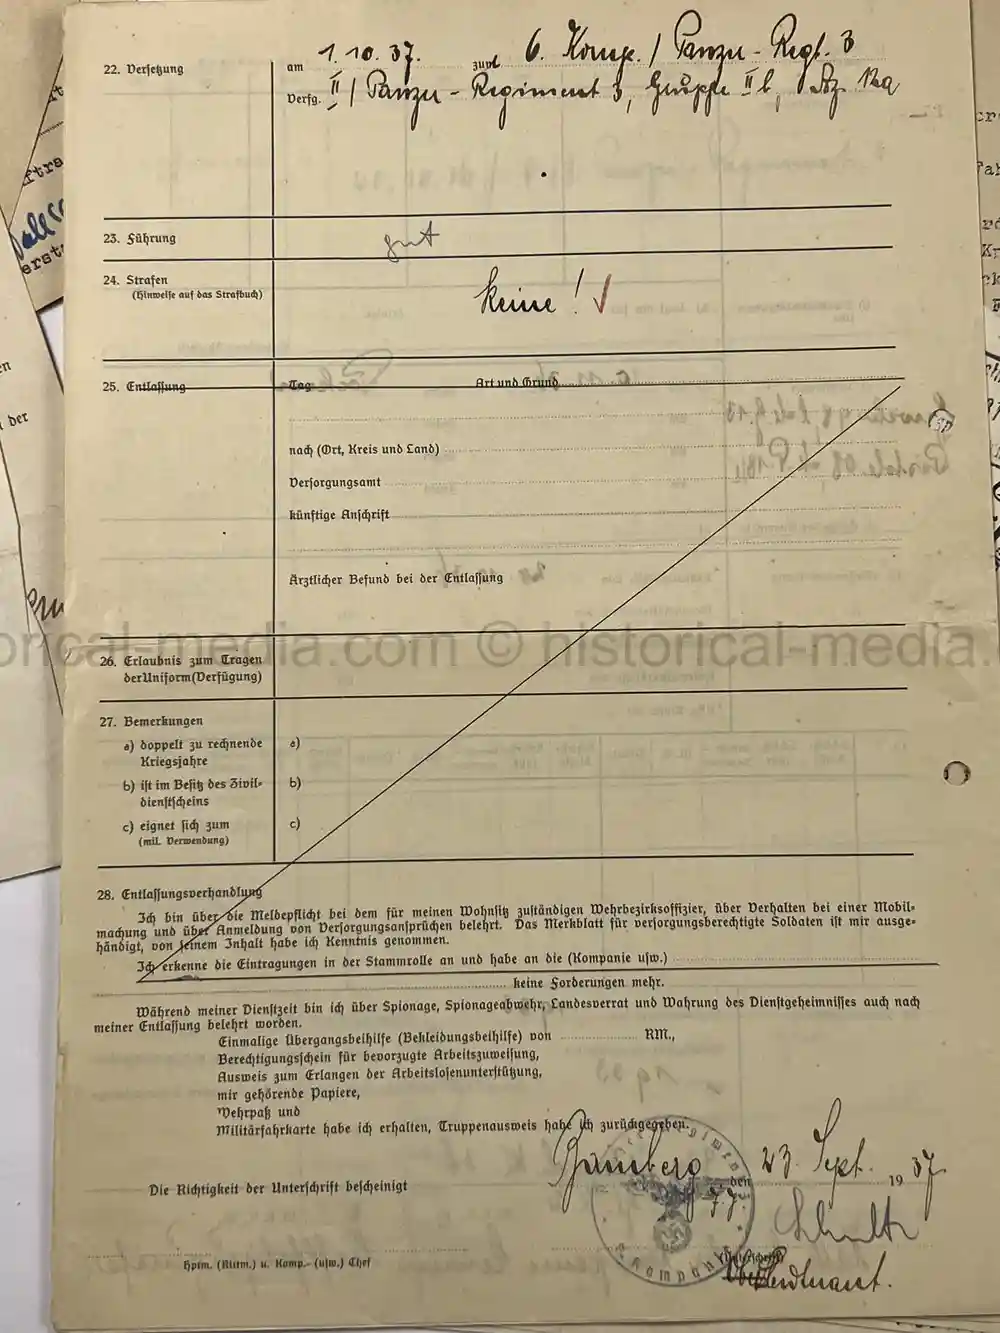 22. Versetzung am 1.10.37. zur 6. Komp. / Panzer-Regt. 3
Verfg. II / Panzer-Regiment 3, Gruppe II b, Az 12a
23. Führung gut
24. Strafen keine!
(Hinweise auf das Strafbuch)
25. Entlassung Tag Art und Grund
nach (Ort, Kreis und Land)
Versorgungsamt
künftige Anschrift
Ärztlicher Befund bei der Entlassung
historical-media.com © historical-media.
26. Erlaubnis zum Tragen
der Uniform (Verfügung)
27. Bemerkungen
a) doppelt zu rechnende a)
Kriegsjahre
b) ist im Besitz des Zivil- b)
dienstscheins
c) eignet sich zum c)
(mil. Verwendung)
28. Entlassungsverhandlung
Ich bin über die Meldepflicht bei dem für meinen Wohnsitz zuständigen Wehrbezirksoffizier, über Verhalten bei einer Mobil-
machung und über Anmeldung von Versorgungsansprüchen belehrt. Das Merkblatt für versorgungsberechtigte Soldaten ist mir ausge-
händigt, von seinem Inhalt habe ich Kenntnis genommen.
Ich erkenne die Eintragungen in der Stammrolle an und habe an die (Kompanie usw.)
keine Forderungen mehr.
Während meiner Dienstzeit bin ich über Spionage, Spionageabwehr, Landesverrat und Wahrung des Dienstgeheimnisses auch nach
meiner Entlassung belehrt worden.
Einmalige Übergangsbeihilfe (Bekleidungsbeihilfe) von RM.,
Berechtigungsschein für bevorzugte Arbeitszuweisung,
Ausweis zum Erlangen der Arbeitslosenunterstützung,
mir gehörende Papiere,
Wehrpaß und
Militärfahrkarte habe ich erhalten, Truppenausweis habe ich zurückgegeben.
Bamberg, den 23. Sept. 1937.
Die Richtigkeit der Unterschrift bescheinigt
Hptm. (Rittm.) u. Komp.- (usw.) Chef
Leutnant.